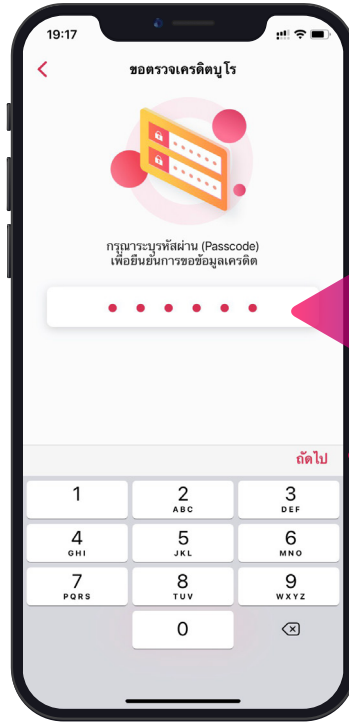 19:17
ขอตรวจเครดิตบูโร
กรุณาระบุรหัสผ่าน (Passcode)
เพื่อยืนยันการขอข้อมูลเครดิต
ถัดไป
1
2
3
ABC
DEF
4
5
6
GHI
JKL
MNO
7
8
9
PQRS
TUV
WXYZ
0